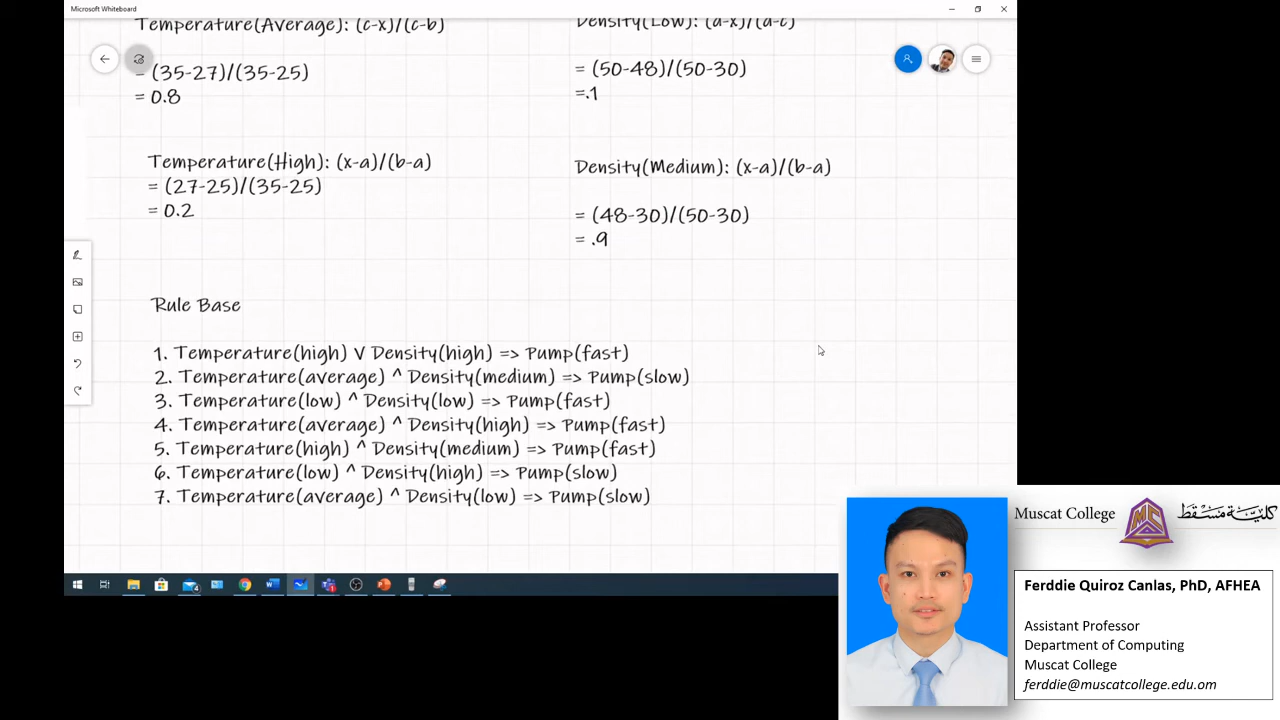 Microsoft Whiteboard
Temperature(Average): (c-x)/(c-b)
= (35-27)/(35-25)
= 0.8
Temperature(High): (x-a)/(b-a)
= (27-25)/(35-25)
= 0.2
Density(Low): (a-x)/(a-c)
= (50-48)/(50-30)
=.1
Density(Medium): (x-a)/(b-a)
= (48-30)/(50-30)
= .9
Rule Base
1. Temperature(high) V Density(high) => Pump(fast)
2. Temperature(average) ^ Density(medium) => Pump(slow)
3. Temperature(low) ^ Density(low) => Pump(fast)
4. Temperature(average) ^ Density(high) => Pump(fast)
5. Temperature(high) ^ Density(medium) => Pump(fast)
6. Temperature(low) ^ Density(high) => Pump(slow)
7. Temperature(average) ^ Density(low) => Pump(slow)
Muscat College
كليّة مسقط
Ferddie Quiroz Canlas, PhD, AFHEA
Assistant Professor
Department of Computing
Muscat College
ferddie@muscatcollege.edu.om